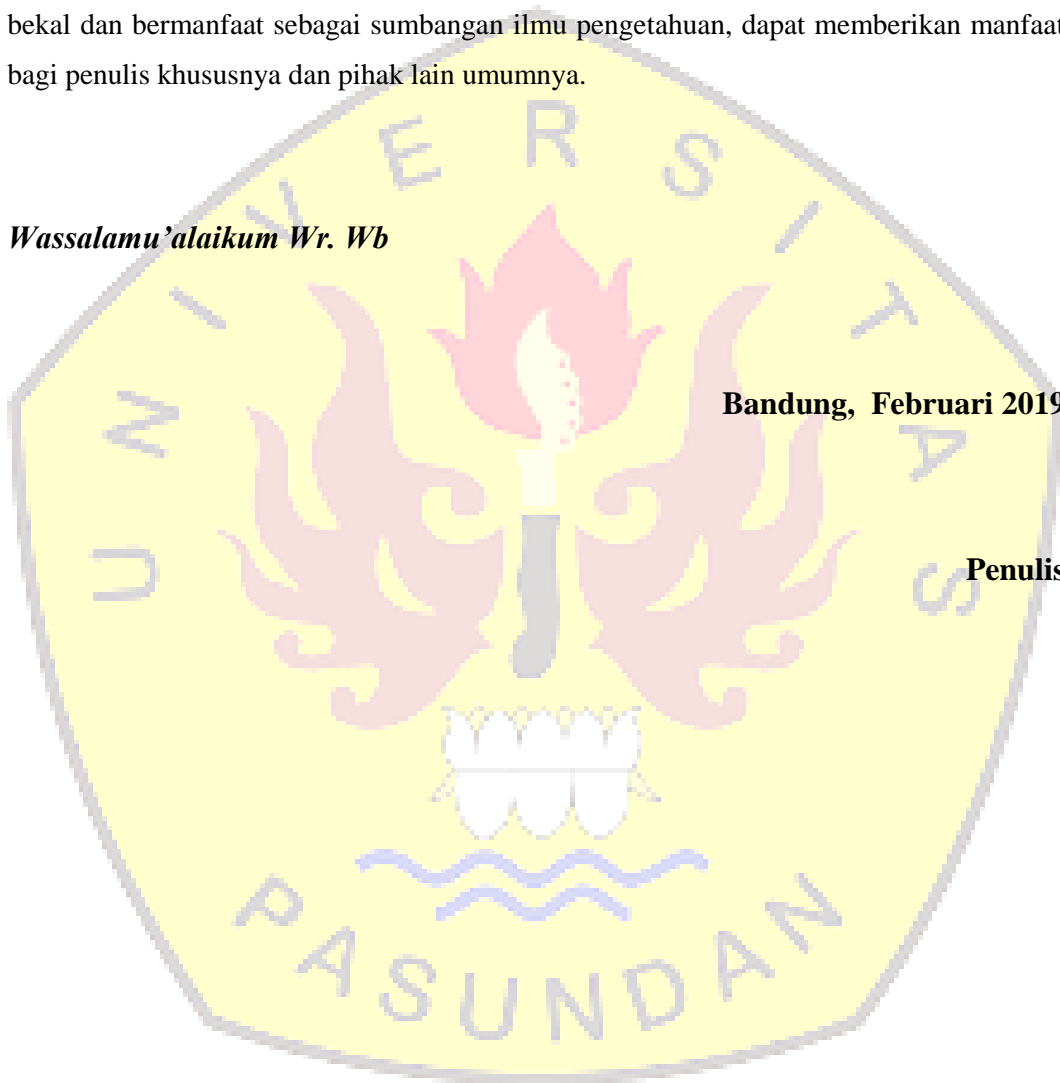 bekal dan bermanfaat sebagai sumbangan ilmu pengetahuan, dapat memberikan manfaat
bagi penulis khususnya dan pihak lain umumnya.
Wassalamu’alaikum Wr. Wb
Bandung,  Februari 2019
Penulis
UNIVERSITAS
PASUNDAN